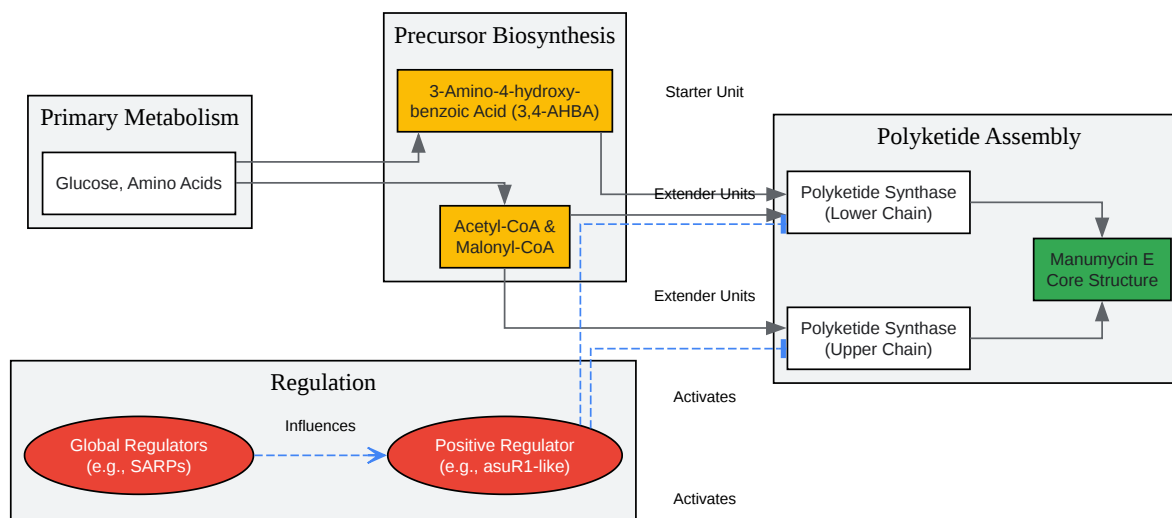 Precursor Biosynthesis
3-Amino-4-hydroxy-
benzoic Acid (3,4-AHBA)
Starter Unit
Primary Metabolism
Glucose, Amino Acids
Polyketide Assembly
Polyketide Synthase
(Lower Chain)
Extender Units
Acetyl-CoA &
Malonyl-CoA
Manumycin E
Core Structure
Extender Units
Polyketide Synthase
(Upper Chain)
Regulation
Activates
Influences
Global Regulators
(e.g., SARPs)
Positive Regulator
(e.g., asuR1-like)
Activates